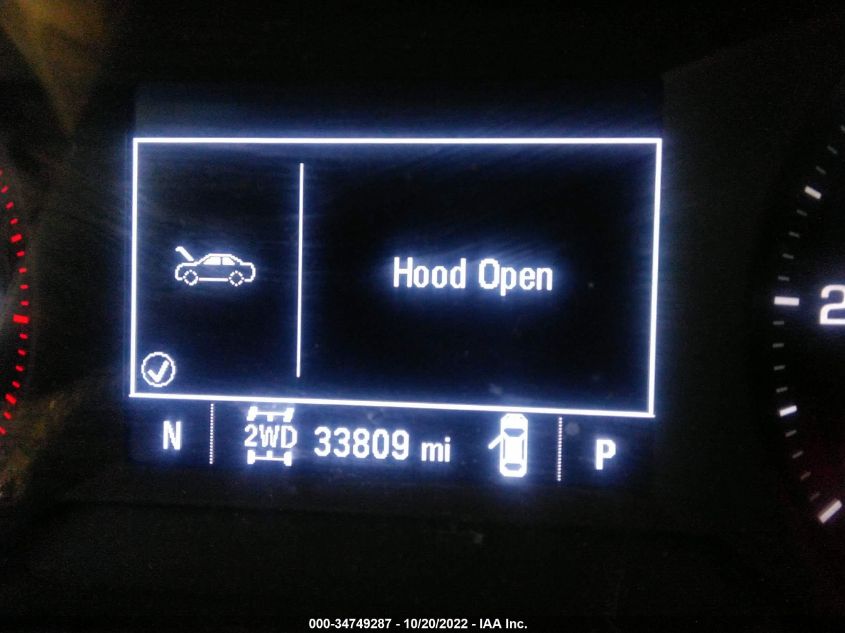 Hood Open
N 2WD 33809 mi P
2
000-34749287 - 10/20/2022 - IAA Inc.